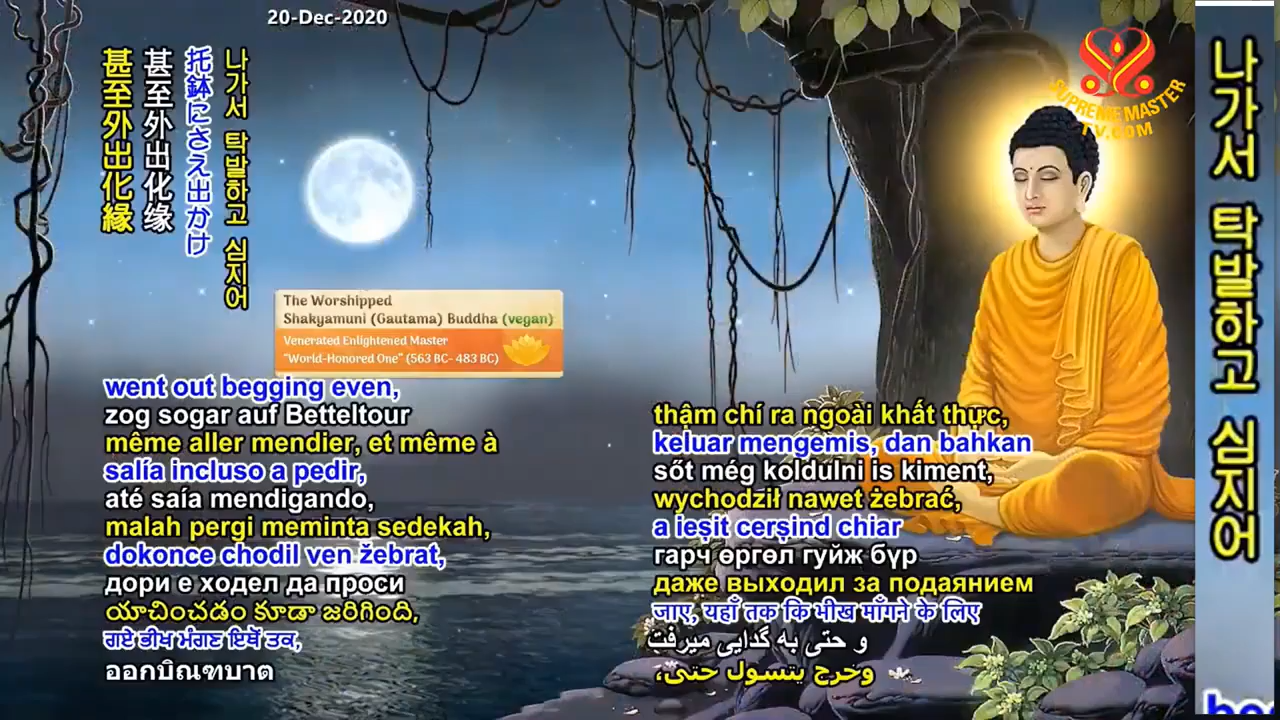 20-Dec-2020
SUPREME MASTER
TV.COM
나가서 탁발하고 심지어
托鉢にさえ出かけ
甚至外出化缘
甚至外出化緣
나가서 탁발하고 심지어
The Worshipped
Shakyamuni (Gautama) Buddha (vegan)
Venerated Enlightened Master
“World-Honored One” (563 BC- 483 BC)
went out begging even,
zog sogar auf Betteltour
même aller mendier, et même à
salía incluso a pedir,
até saía mendigando,
malah pergi meminta sedekah,
dokonce chodil ven žebrat,
дори е ходел да проси
యాచించడం కూడా జరిగింది,
ਗਏ ਭੀਖ ਮੰਗਣ ਇਥੋਂ ਤਕ,
ออกบิณฑบาต
thậm chí ra ngoài khất thực,
keluar mengemis, dan bahkan
sőt még koldulni is kiment,
wychodził nawet żebrać,
a ieșit cerșind chiar
гарч өргөл гуйж бүр
даже выходил за подаянием
जाए, यहाँ तक कि भीख माँगने के लिए
و حتی به گدایی میرفت
وخرج يتسول حتى،